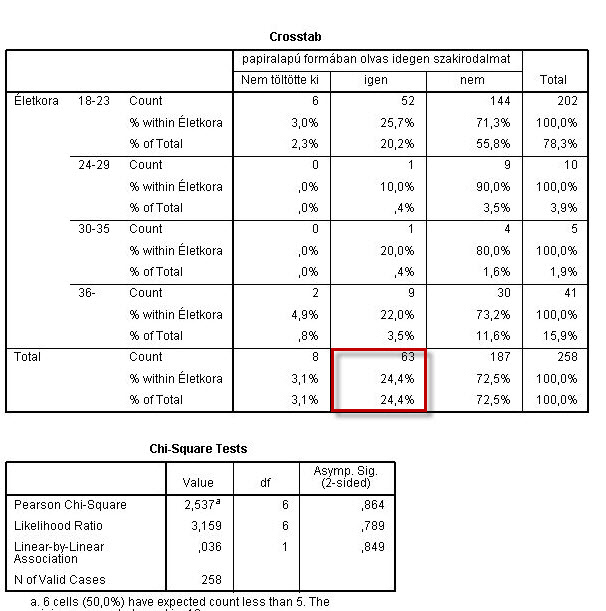 Crosstab
papiralapú formában olvas idegen szakirodalmat
Nem töltötte ki igen nem Total
Életkora 18-23 Count 6 52 144 202
% within Életkora 3,0% 25,7% 71,3% 100,0%
% of Total 2,3% 20,2% 55,8% 78,3%
24-29 Count 0 1 9 10
% within Életkora ,0% 10,0% 90,0% 100,0%
% of Total ,0% ,4% 3,5% 3,9%
30-35 Count 0 1 4 5
% within Életkora ,0% 20,0% 80,0% 100,0%
% of Total ,0% ,4% 1,6% 1,9%
36- Count 2 9 30 41
% within Életkora 4,9% 22,0% 73,2% 100,0%
% of Total ,8% 3,5% 11,6% 15,9%
Total Count 8 63 187 258
% within Életkora 3,1% 24,4% 72,5% 100,0%
% of Total 3,1% 24,4% 72,5% 100,0%
Chi-Square Tests
Value df Asymp. Sig. (2-sided)
Pearson Chi-Square 2,537a 6 ,864
Likelihood Ratio 3,159 6 ,789
Linear-by-Linear Association ,036 1 ,849
N of Valid Cases 258
a. 6 cells (50,0%) have expected count less than 5. The